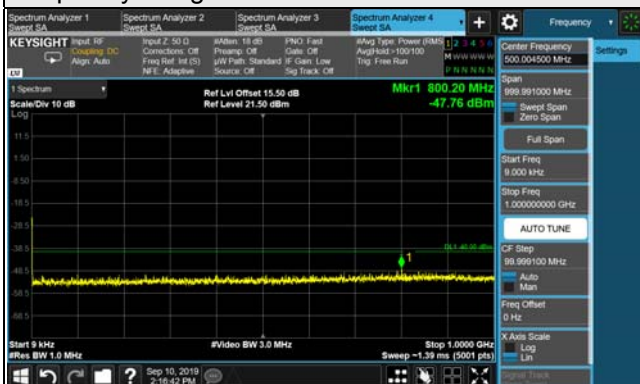 Spectrum Analyzer 1
Swept SA
Spectrum Analyzer 2
Swept SA
Spectrum Analyzer 3
Swept SA
Spectrum Analyzer 4
Swept SA
Frequency
KEYSIGHT
Input: RF
Coupling: DC
Align: Auto
Input Z: 50 Ω
Corrections: Off
Freq Ref: Int (S)
NFE: Adaptive
#Atten: 18 dB
Preamp: Off
µW Path: Standard
Source: Off
PNO: Fast
Gate: Off
IF Gain: Low
Sig Track: Off
#Avg Type: Power (RMS
Avg|Hold:>100/100
Trig: Free Run
1 2 3 4 5 6
M W W W W W
P N N N N N
LXI
1 Spectrum
Scale/Div 10 dB
Log
Ref Lvl Offset 15.50 dB
Ref Level 21.50 dBm
Mkr1 800.20 MHz
-47.76 dBm
11.5
1.50
-8.50
-18.5
-28.5
-38.5
-48.5
-58.5
-68.5
1
Start 9 kHz
#Res BW 1.0 MHz
#Video BW 3.0 MHz
Stop 1.0000 GHz
Sweep ~1.39 ms (5001 pts)
Sep 10, 2019
2:16:42 PM
Center Frequency
500.004500 MHz
Settings
Span
999.991000 MHz
Swept Span
Zero Span
Full Span
Start Freq
9.000 kHz
Stop Freq
1.000000000 GHz
AUTO TUNE
CF Step
99.999100 MHz
Auto
Man
Freq Offset
0 Hz
X Axis Scale
Log
Lin
Signal Track